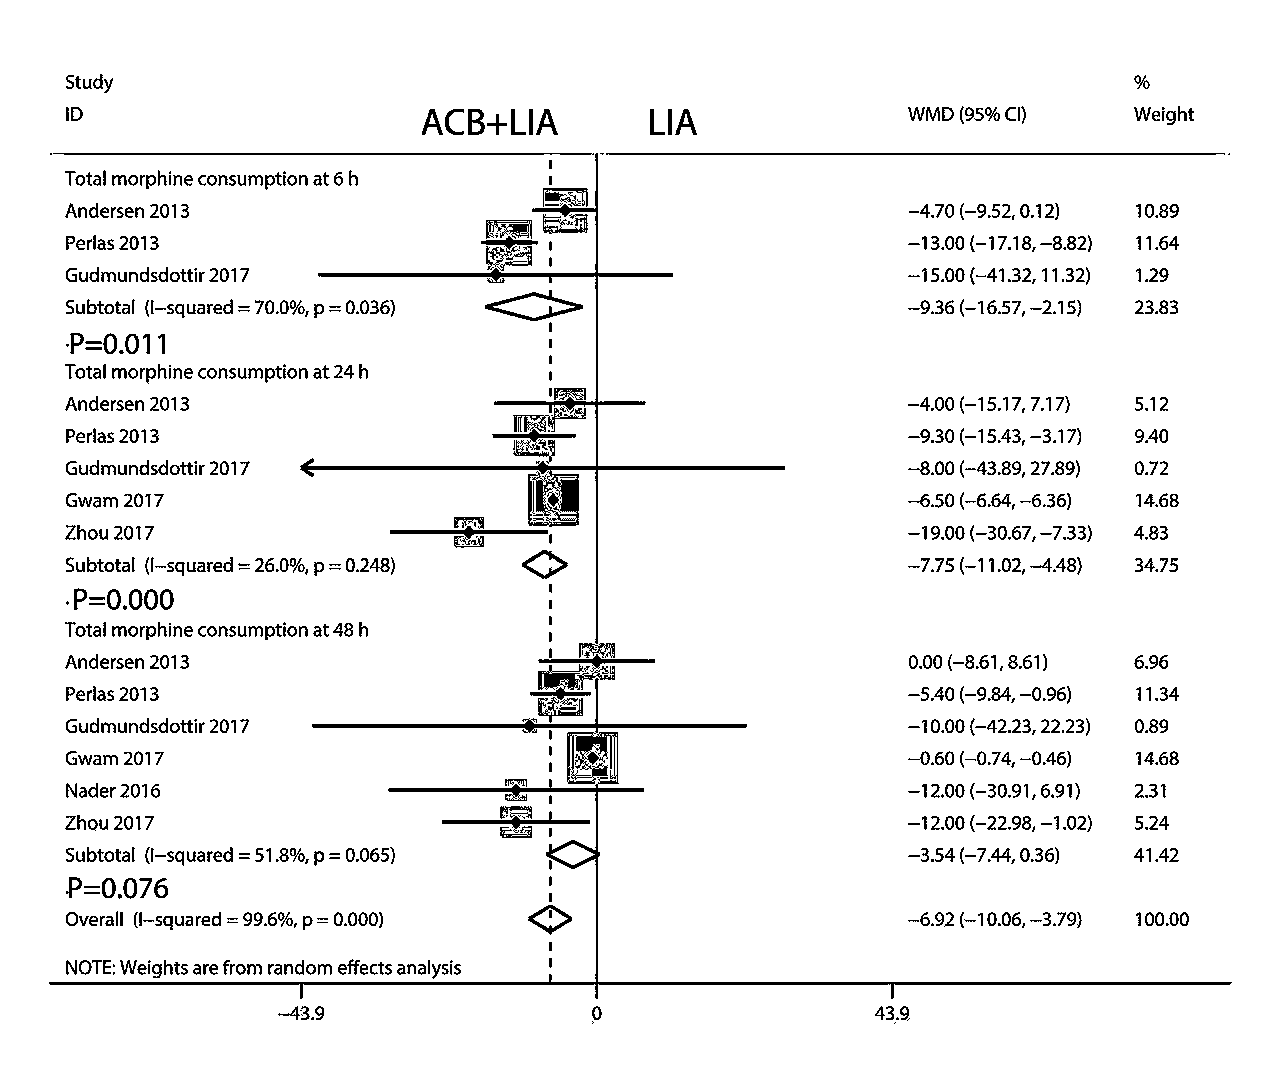 Study %
ID ACB+LIA LIA WMD (95% CI) Weight
Total morphine consumption at 6 h
Andersen 2013 −4.70 (−9.52, 0.12) 10.89
Perlas 2013 −13.00 (−17.18, −8.82) 11.64
Gudmundsdottir 2017 −15.00 (−41.32, 11.32) 1.29
Subtotal (I−squared = 70.0%, p = 0.036) −9.36 (−16.57, −2.15) 23.83
.P=0.011
Total morphine consumption at 24 h
Andersen 2013 −4.00 (−15.17, 7.17) 5.12
Perlas 2013 −9.30 (−15.43, −3.17) 9.40
Gudmundsdottir 2017 −8.00 (−43.89, 27.89) 0.72
Gwam 2017 −6.50 (−6.64, −6.36) 14.68
Zhou 2017 −19.00 (−30.67, −7.33) 4.83
Subtotal (I−squared = 26.0%, p = 0.248) −7.75 (−11.02, −4.48) 34.75
.P=0.000
Total morphine consumption at 48 h
Andersen 2013 0.00 (−8.61, 8.61) 6.96
Perlas 2013 −5.40 (−9.84, −0.96) 11.34
Gudmundsdottir 2017 −10.00 (−42.23, 22.23) 0.89
Gwam 2017 −0.60 (−0.74, −0.46) 14.68
Nader 2016 −12.00 (−30.91, 6.91) 2.31
Zhou 2017 −12.00 (−22.98, −1.02) 5.24
Subtotal (I−squared = 51.8%, p = 0.065) −3.54 (−7.44, 0.36) 41.42
.P=0.076
Overall (I−squared = 99.6%, p = 0.000) −6.92 (−10.06, −3.79) 100.00
NOTE: Weights are from random effects analysis
−43.9 0 43.9